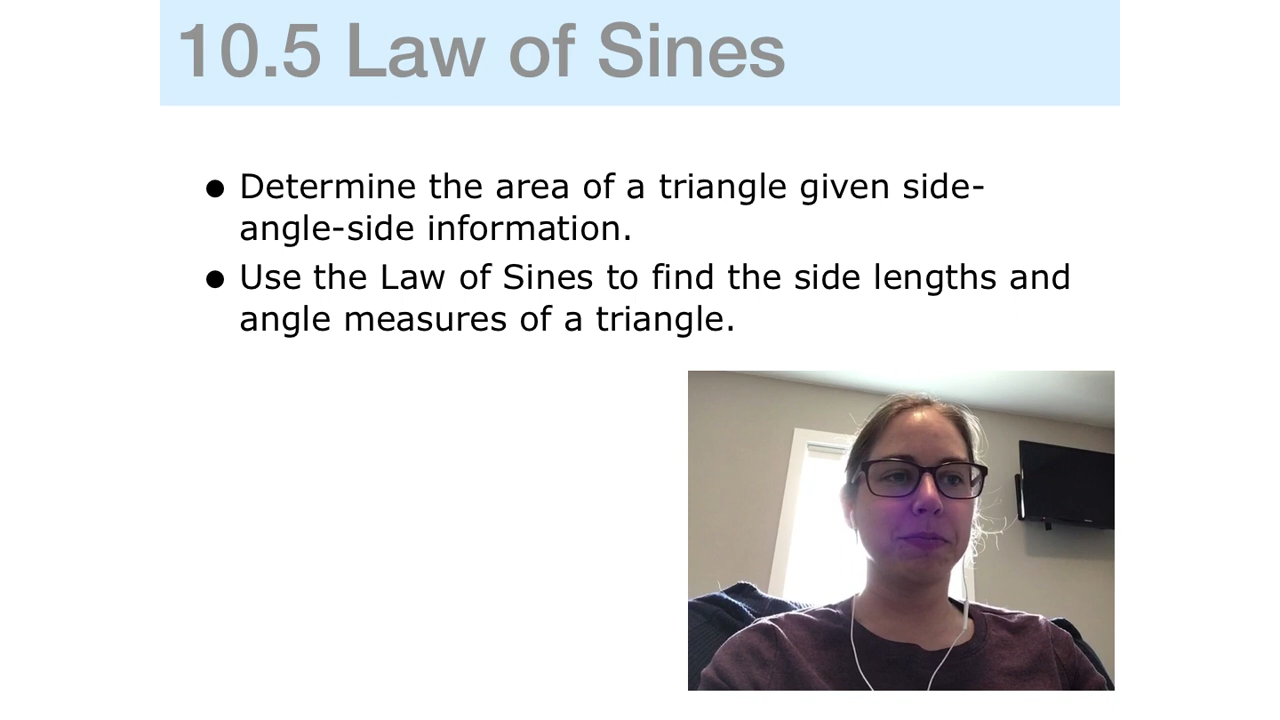 10.5 Law of Sines
• Determine the area of a triangle given side-
angle-side information.
• Use the Law of Sines to find the side lengths and
angle measures of a triangle.